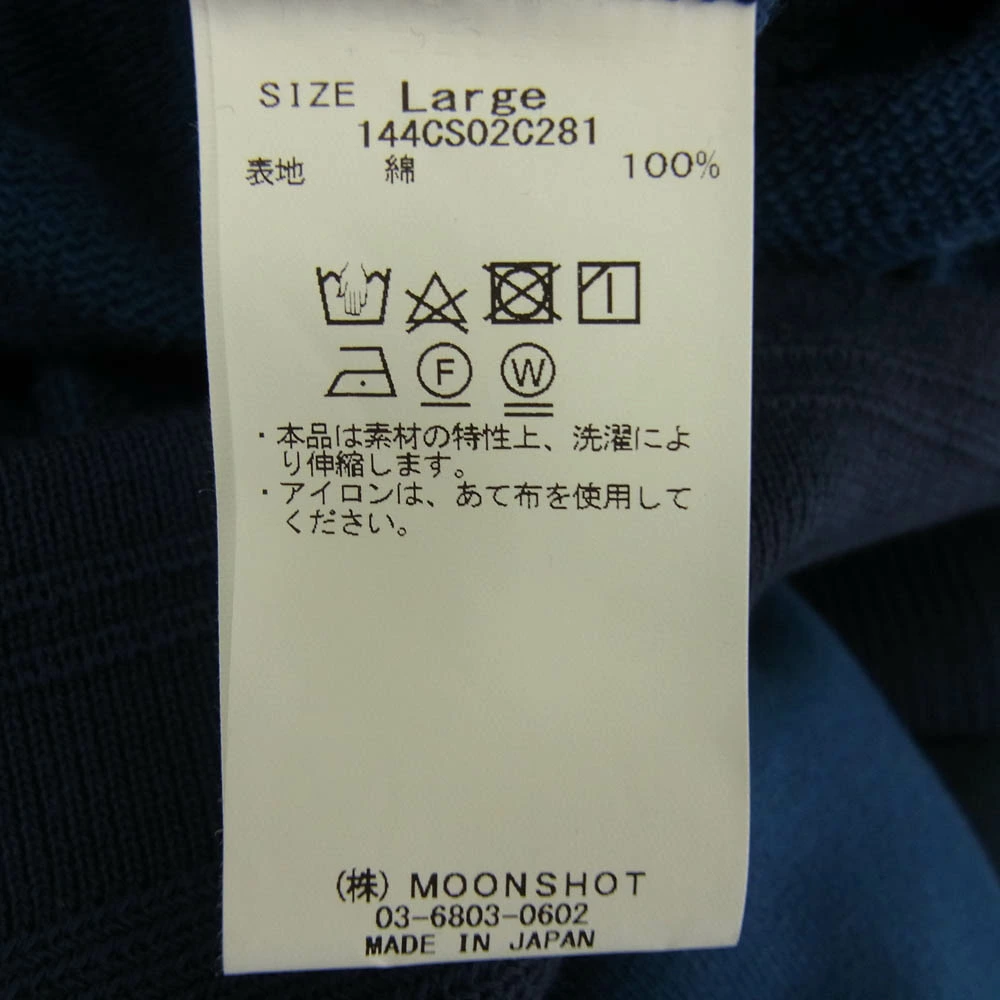 SIZE Large
144CS02C281
表地 綿 100%
F W
・本品は素材の特性上、洗濯によ
り伸縮します。
・アイロンは、あて布を使用して
ください。
(株) MOONSHOT
03-6803-0602
MADE IN JAPAN